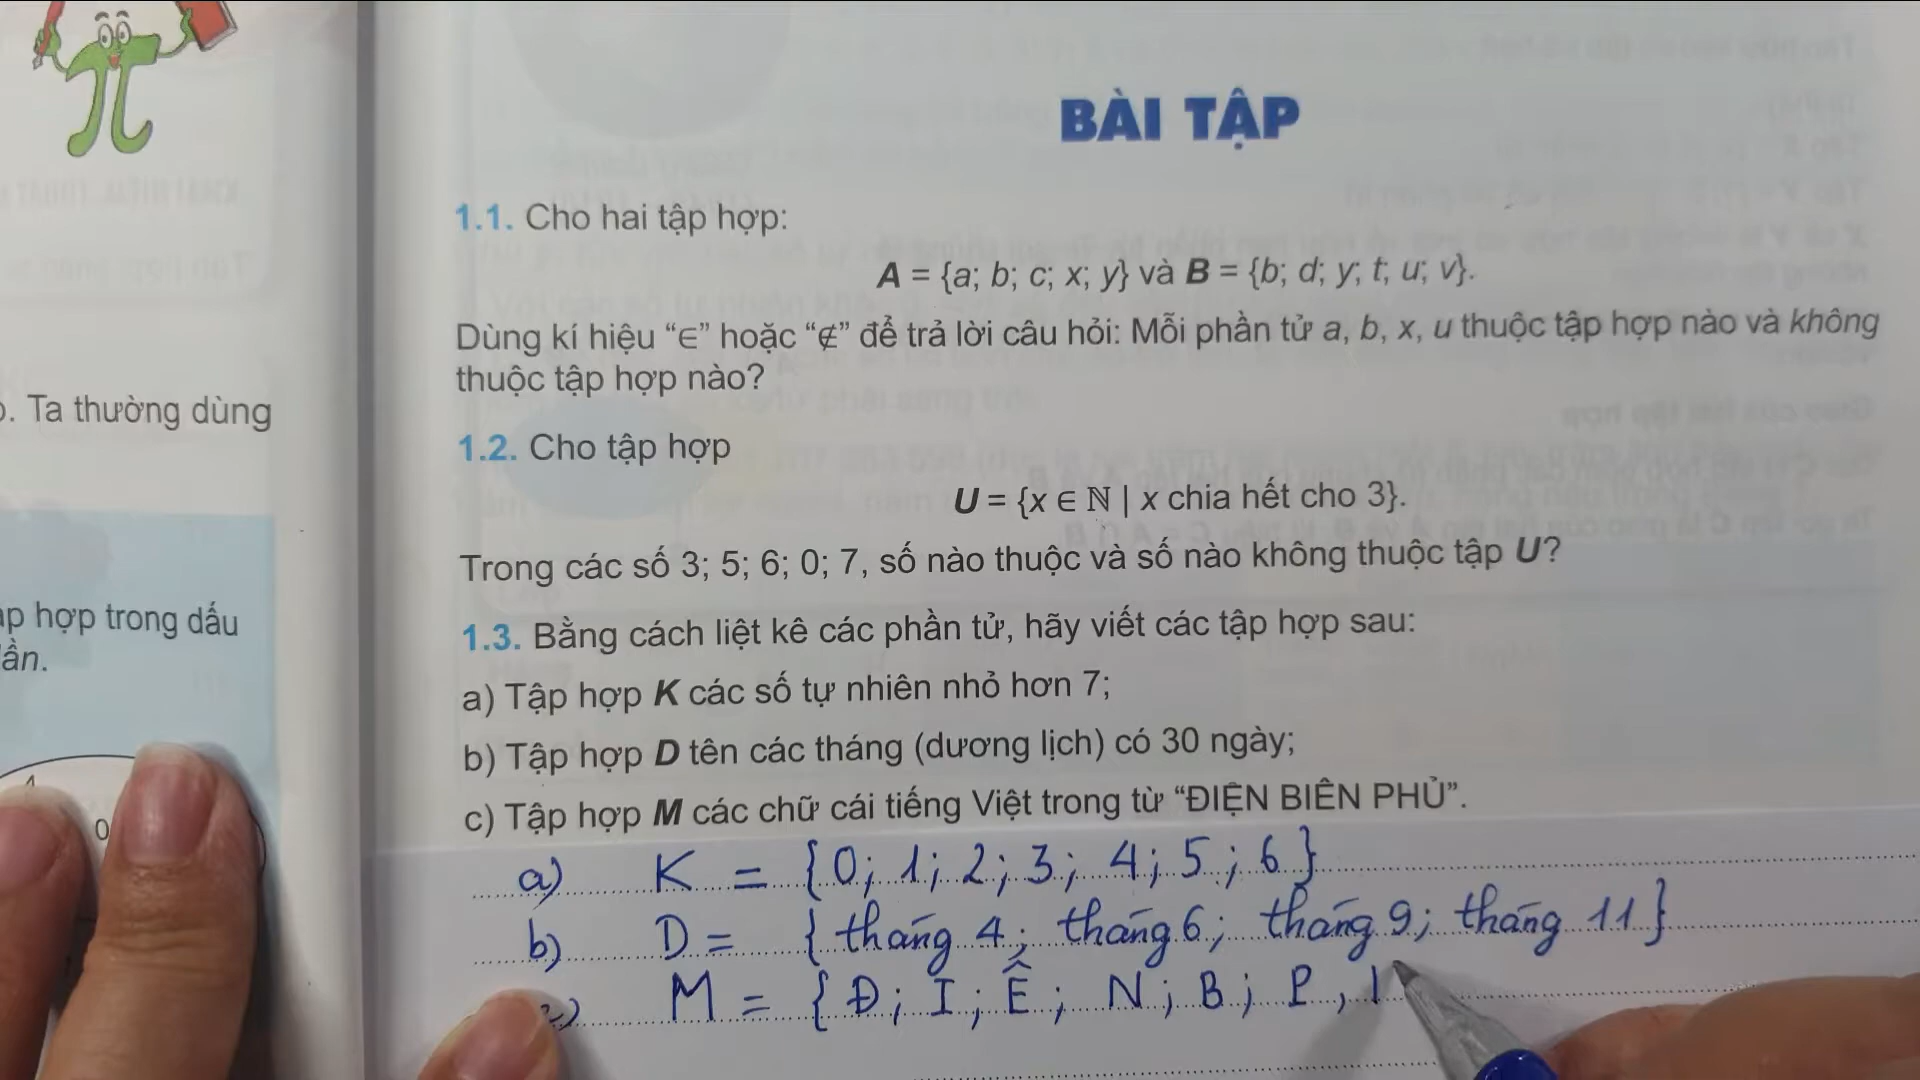 BÀI TẬP
1.1. Cho hai tập hợp:
A = {a; b; c; x; y} và B = {b; d; y; t; u; v}.
Dùng kí hiệu “∈” hoặc “∉” để trả lời câu hỏi: Mỗi phần tử a, b, x, u thuộc tập hợp nào và không
thuộc tập hợp nào?
. Ta thường dùng
1.2. Cho tập hợp
U = {x ∈ ℕ | x chia hết cho 3}.
Trong các số 3; 5; 6; 0; 7, số nào thuộc và số nào không thuộc tập U?
hợp trong dấu
1.3. Bằng cách liệt kê các phần tử, hãy viết các tập hợp sau:
a) Tập hợp K các số tự nhiên nhỏ hơn 7;
b) Tập hợp D tên các tháng (dương lịch) có 30 ngày;
c) Tập hợp M các chữ cái tiếng Việt trong từ “ĐIỆN BIÊN PHỦ”.
0
a) K = {0; 1; 2; 3; 4; 5; 6}
b) D = {tháng 4; tháng 6; tháng 9; tháng 11}
M = {Đ; I; Ê; N; B; P,